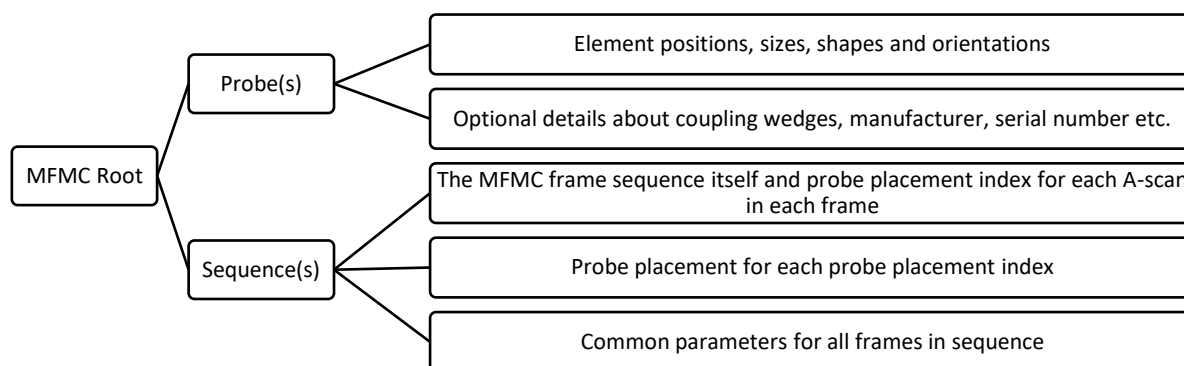 Element positions, sizes, shapes and orientations
Probe(s)
Optional details about coupling wedges, manufacturer, serial number etc.
MFMC Root
The MFMC frame sequence itself and probe placement index for each A-scan
in each frame
Sequence(s)
Probe placement for each probe placement index
Common parameters for all frames in sequence